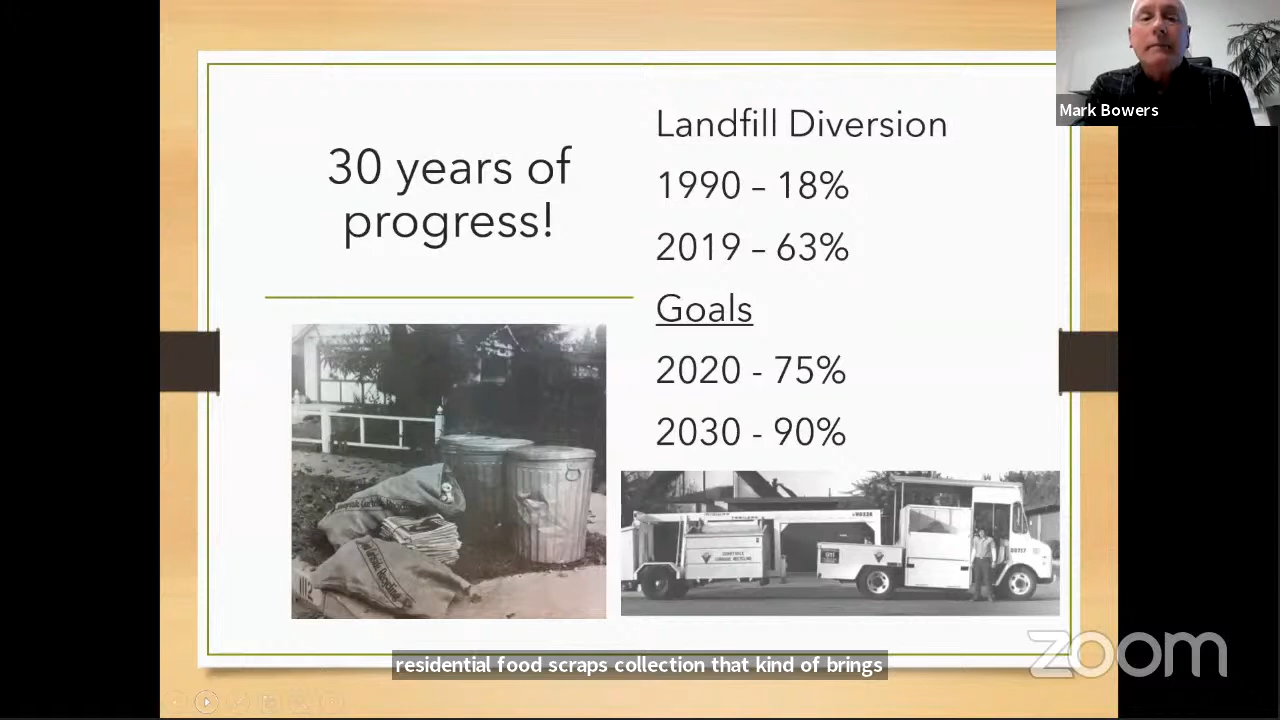 30 years of
progress!
Landfill Diversion
1990 – 18%
2019 – 63%
Goals
2020 - 75%
2030 - 90%
Mark Bowers
residential food scraps collection that kind of brings
zoom